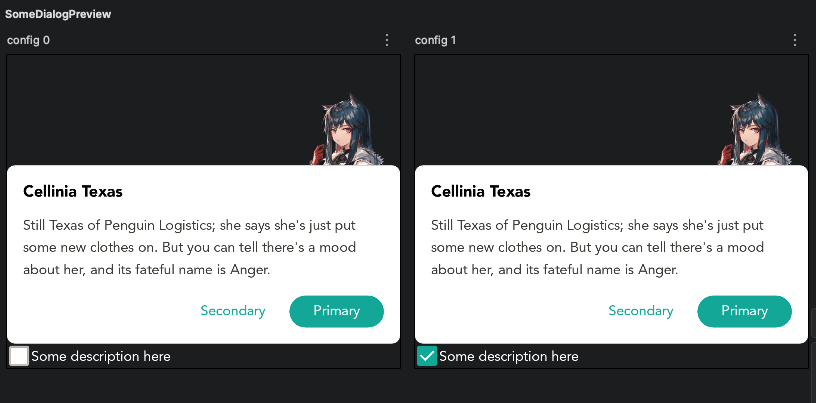 SomeDialogPreview
config 0
Cellinia Texas
Still Texas of Penguin Logistics; she says she's just put
some new clothes on. But you can tell there's a mood
about her, and its fateful name is Anger.
Secondary
Primary
Some description here
config 1
Cellinia Texas
Still Texas of Penguin Logistics; she says she's just put
some new clothes on. But you can tell there's a mood
about her, and its fateful name is Anger.
Secondary
Primary
Some description here